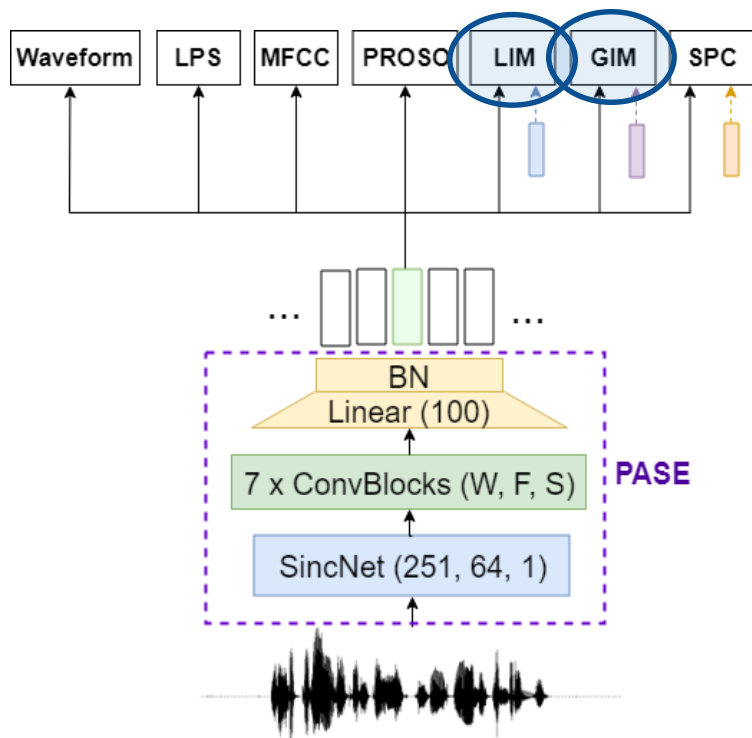 Waveform
LPS
MFCC
PROSO
LIM
GIM
SPC
...
...
BN
Linear (100)
7 x ConvBlocks (W, F, S)
PASE
SincNet (251, 64, 1)